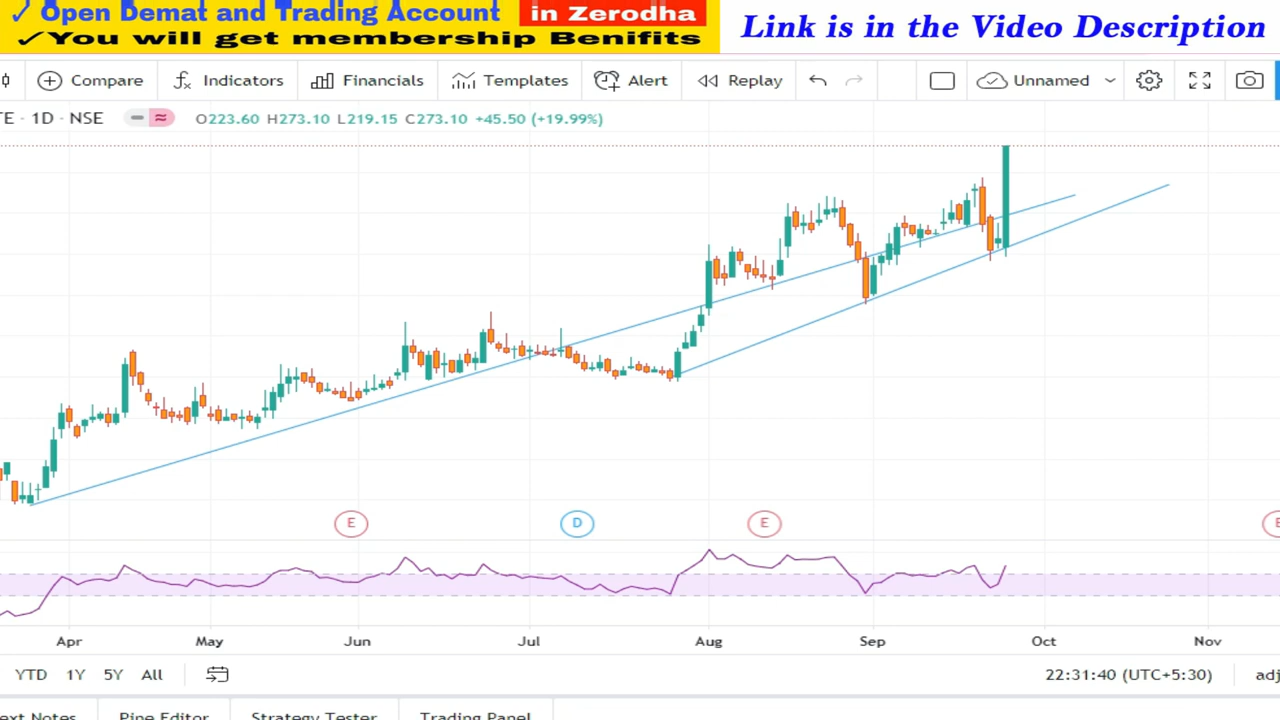 ✓ Open Demat and Trading Account in Zerodha
✓You will get membership Benifits
Link is in the Video Description
Compare Indicators Financials Templates Alert Replay Unnamed
TE · 1D · NSE O223.60 H273.10 L219.15 C273.10 +45.50 (+19.99%)
E D E E
Apr May Jun Jul Aug Sep Oct Nov
YTD 1Y 5Y All 22:31:40 (UTC+5:30) adj
ext Notes Pine Editor Strategy Tester Trading Panel